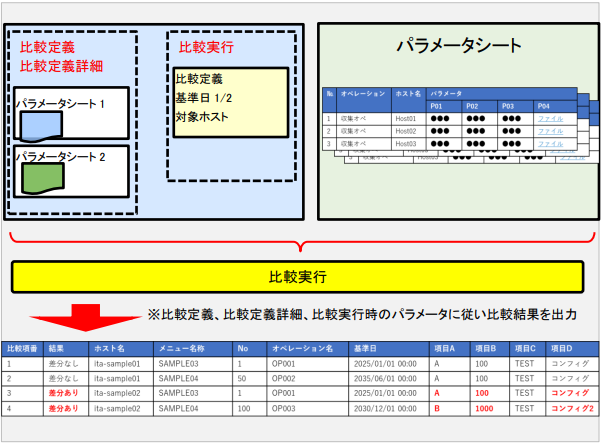 比較定義
比較定義詳細
パラメータシート 1
パラメータシート 2
比較実行
比較定義
基準日 1/2
対象ホスト
パラメータシート
№ オペレーション ホスト名 パラメータ
P01 P02 P03 P04
1 収集オペ Host01 ●●● ●●● ●●● ファイル
2 収集オペ Host02 ●●● ●●● ●●● ファイル
3 収集オペ Host03 ●●● ●●● ●●● ファイル
比較実行
※比較定義、比較定義詳細、比較実行時のパラメータに従い比較結果を出力
比較項番 結果 ホスト名 メニュー名称 No オペレーション名 基準日 項目A 項目B 項目C 項目D
1 差分なし ita-sample01 SAMPLE03 1 OP001 2025/01/01 00:00 A 100 TEST コンフィグ
2 差分なし ita-sample01 SAMPLE04 50 OP002 2035/06/01 00:00 A 100 TEST コンフィグ
3 差分あり ita-sample02 SAMPLE03 1 OP001 2025/01/01 00:00 A 100 TEST コンフィグ
4 差分あり ita-sample02 SAMPLE04 100 OP003 2030/12/01 00:00 B 1000 TEST コンフィグ2